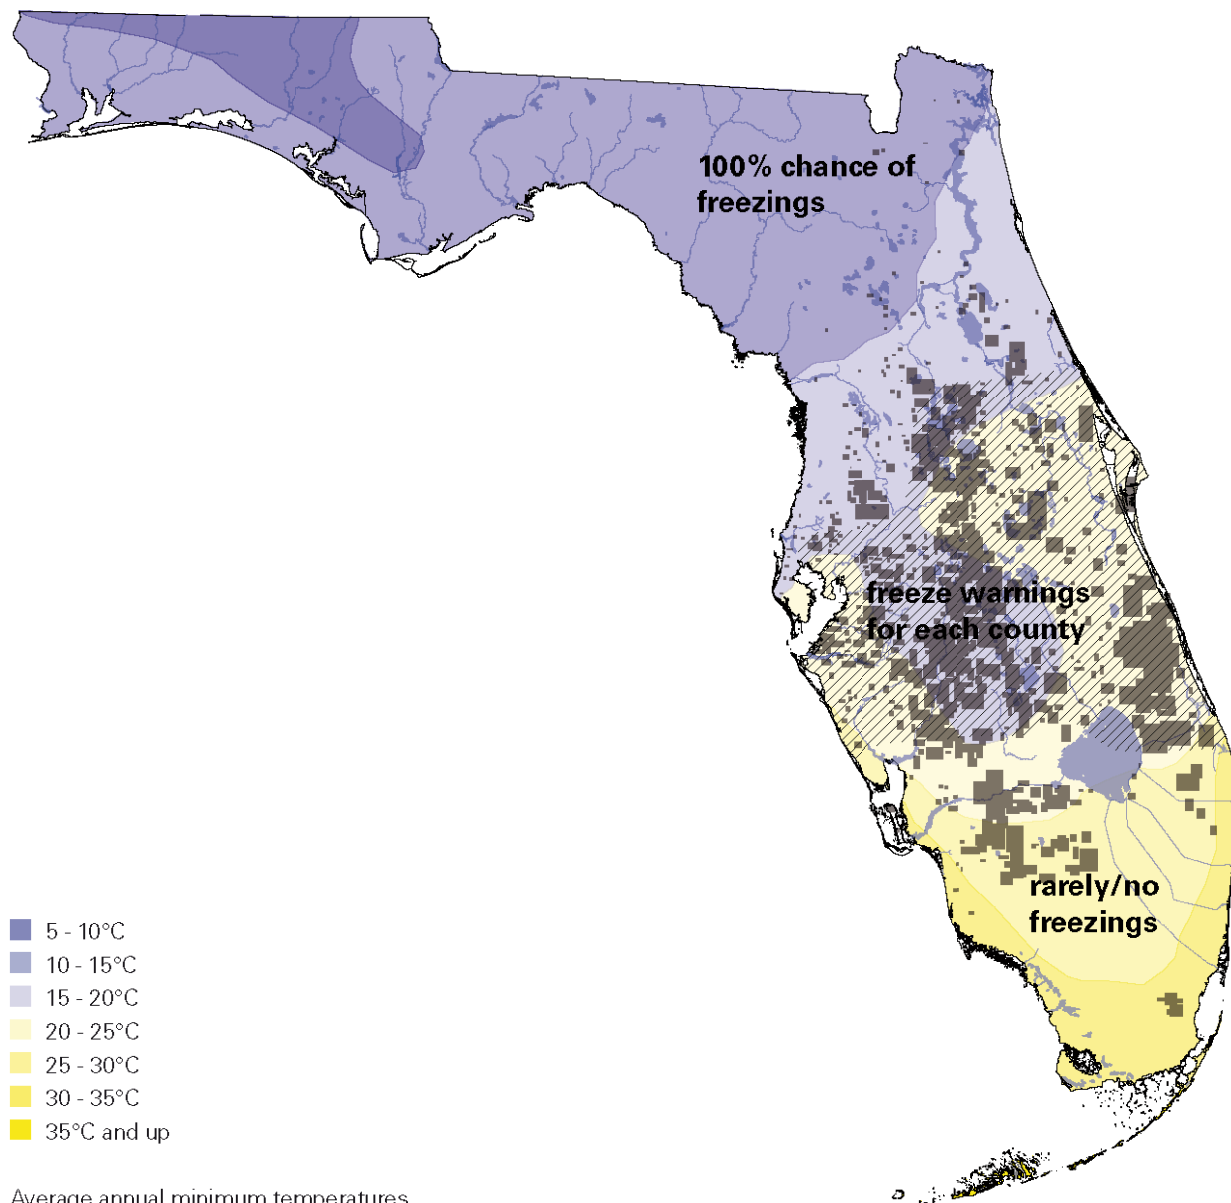 100% chance of
freezings
freeze warnings
for each county
rarely/no
freezings
5 - 10°C
10 - 15°C
15 - 20°C
20 - 25°C
25 - 30°C
30 - 35°C
35°C and up
Average annual minimum temperatures